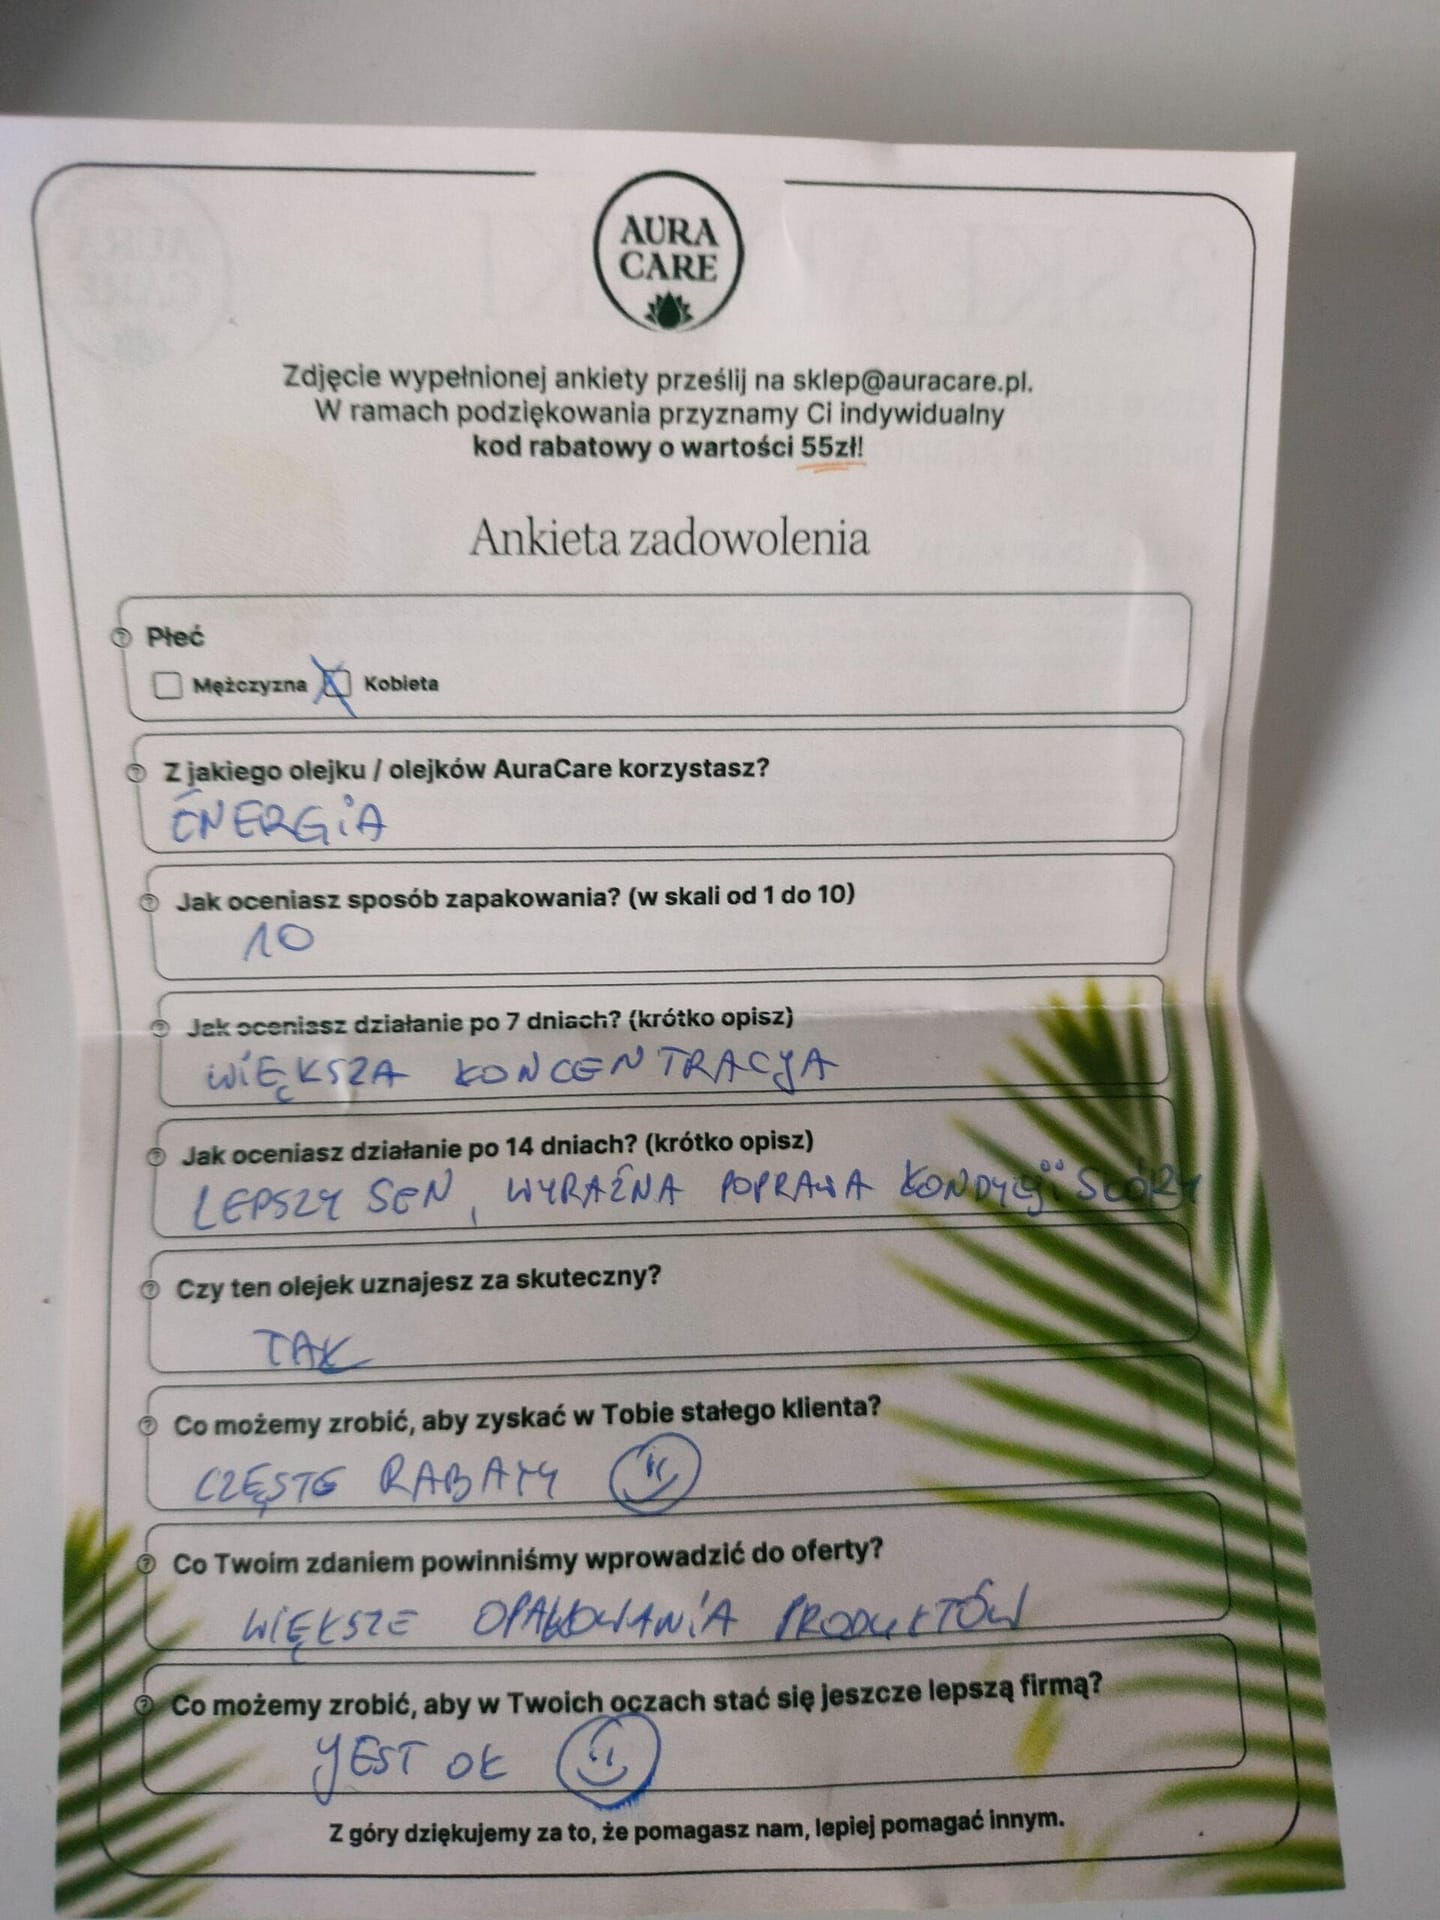 AURA
CARE
Zdjęcie wypełnionej ankiety prześlij na sklep@auracare.pl.
W ramach podziękowania przyznamy Ci indywidualny
kod rabatowy o wartości 55zł!
Ankieta zadowolenia
Płeć
Mężczyzna X Kobieta
Z jakiego olejku / olejków AuraCare korzystasz?
ENERGIA
Jak oceniasz sposób zapakowania? (w skali od 1 do 10)
10
Jak oceniasz działanie po 7 dniach? (krótko opisz)
WIĘKSZA KONCENTRACJA
Jak oceniasz działanie po 14 dniach? (krótko opisz)
LEPSZY SEN, WYRAŹNA POPRAWA KONDYCJI SKÓRY
Czy ten olejek uznajesz za skuteczny?
TAK
Co możemy zrobić, aby zyskać w Tobie stałego klienta?
CZĘSTE RABATY
Co Twoim zdaniem powinniśmy wprowadzić do oferty?
WIĘKSZE OPAKOWANIA PRODUKTÓW
Co możemy zrobić, aby w Twoich oczach stać się jeszcze lepszą firmą?
JEST OK
Z góry dziękujemy za to, że pomagasz nam, lepiej pomagać innym.